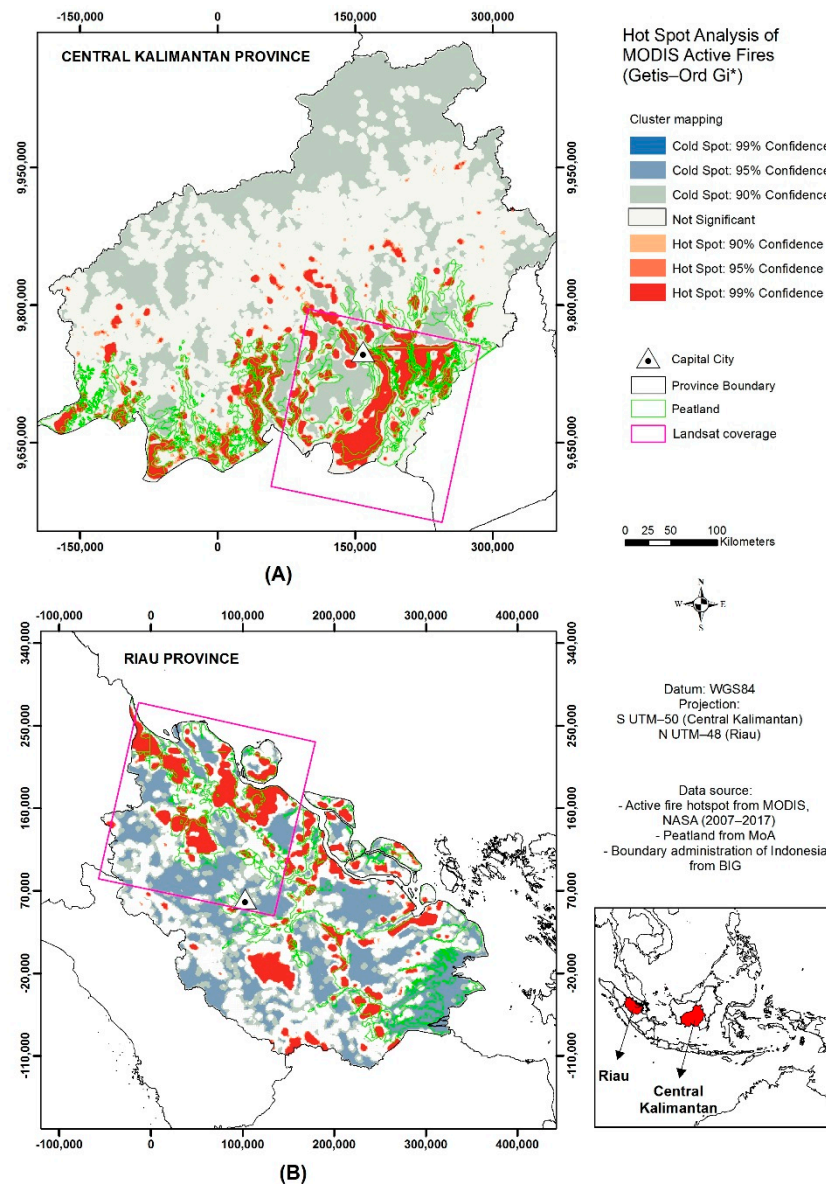 -150,000 0 150,000 300,000
CENTRAL KALIMANTAN PROVINCE
9,950,000 9,950,000
9,800,000 9,800,000
9,650,000 9,650,000
-150,000 0 150,000 300,000
(A)
-100,000 0 100,000 200,000 300,000 400,000
RIAU PROVINCE
340,000 340,000
250,000 250,000
160,000 160,000
70,000 70,000
-20,000 -20,000
-110,000 -110,000
-100,000 0 100,000 200,000 300,000 400,000
(B)
Hot Spot Analysis of
MODIS Active Fires
(Getis–Ord Gi*)
Cluster mapping
Cold Spot: 99% Confidence
Cold Spot: 95% Confidence
Cold Spot: 90% Confidence
Not Significant
Hot Spot: 90% Confidence
Hot Spot: 95% Confidence
Hot Spot: 99% Confidence
Capital City
Province Boundary
Peatland
Landsat coverage
0 25 50 100
Kilometers
N
W E
S
Datum: WGS84
Projection:
S UTM–50 (Central Kalimantan)
N UTM–48 (Riau)
Data source:
- Active fire hotspot from MODIS,
NASA (2007–2017)
- Peatland from MoA
- Boundary administration of Indonesia
from BIG
Riau
Central
Kalimantan